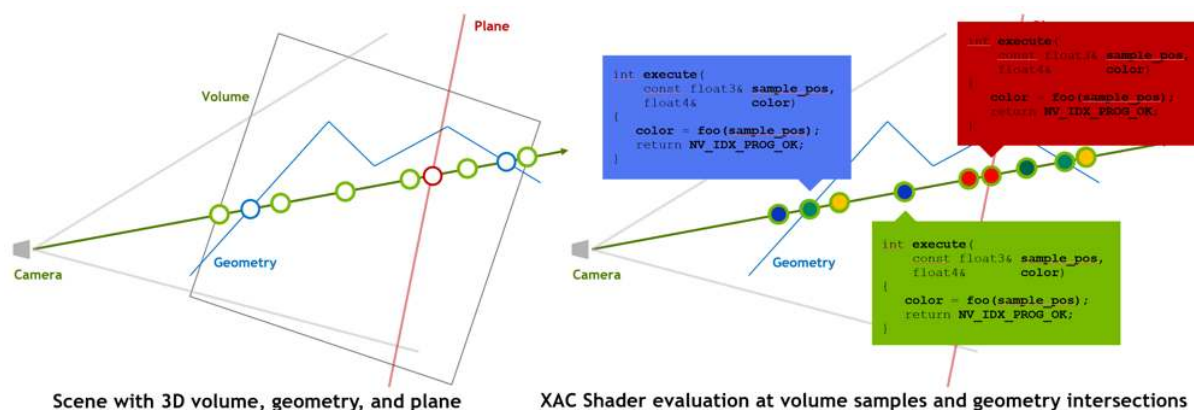 Plane
Volume
Geometry
Camera
Scene with 3D volume, geometry, and plane
int execute(
const float3& sample_pos,
float4& color)
{
color = foo(sample_pos);
return NV_IDX_PROG_OK;
}
int execute(
const float3& sample_pos,
float4& color)
{
color = foo(sample_pos);
return NV_IDX_PROG_OK;
}
Geometry
Camera
int execute(
const float3& sample_pos,
float4& color)
{
color = foo(sample_pos);
return NV_IDX_PROG_OK;
}
XAC Shader evaluation at volume samples and geometry intersections